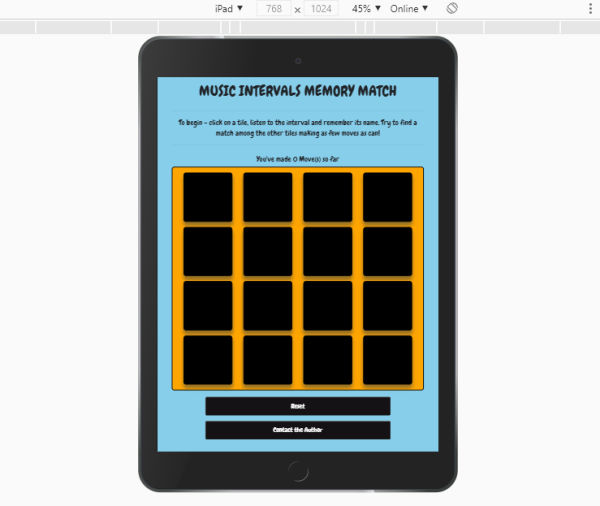 iPad ▼ 768 × 1024 45% ▼ Online ▼
MUSIC INTERVALS MEMORY MATCH
To begin - click on a tile, listen to the interval and remember its name. Try to find a
match among the other tiles making as few moves as can!
You've made 0 Move(s) so far
Reset
Contact the Author